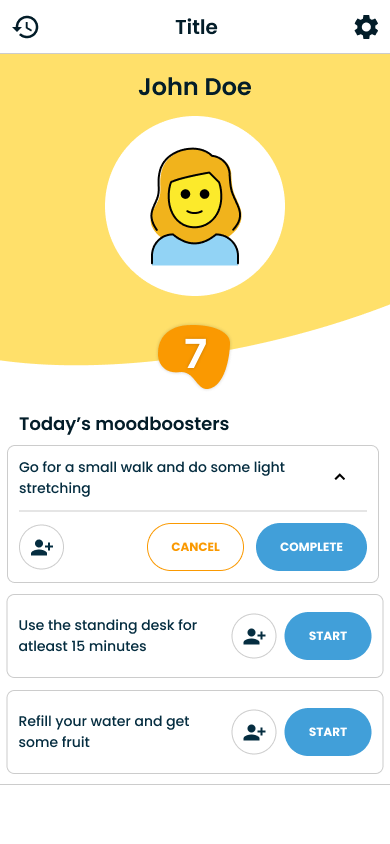 Title
John Doe
7
Today's moodboosters
Go for a small walk and do some light
stretching
CANCEL
COMPLETE
Use the standing desk for
atleast 15 minutes
START
Refill your water and get
some fruit
START